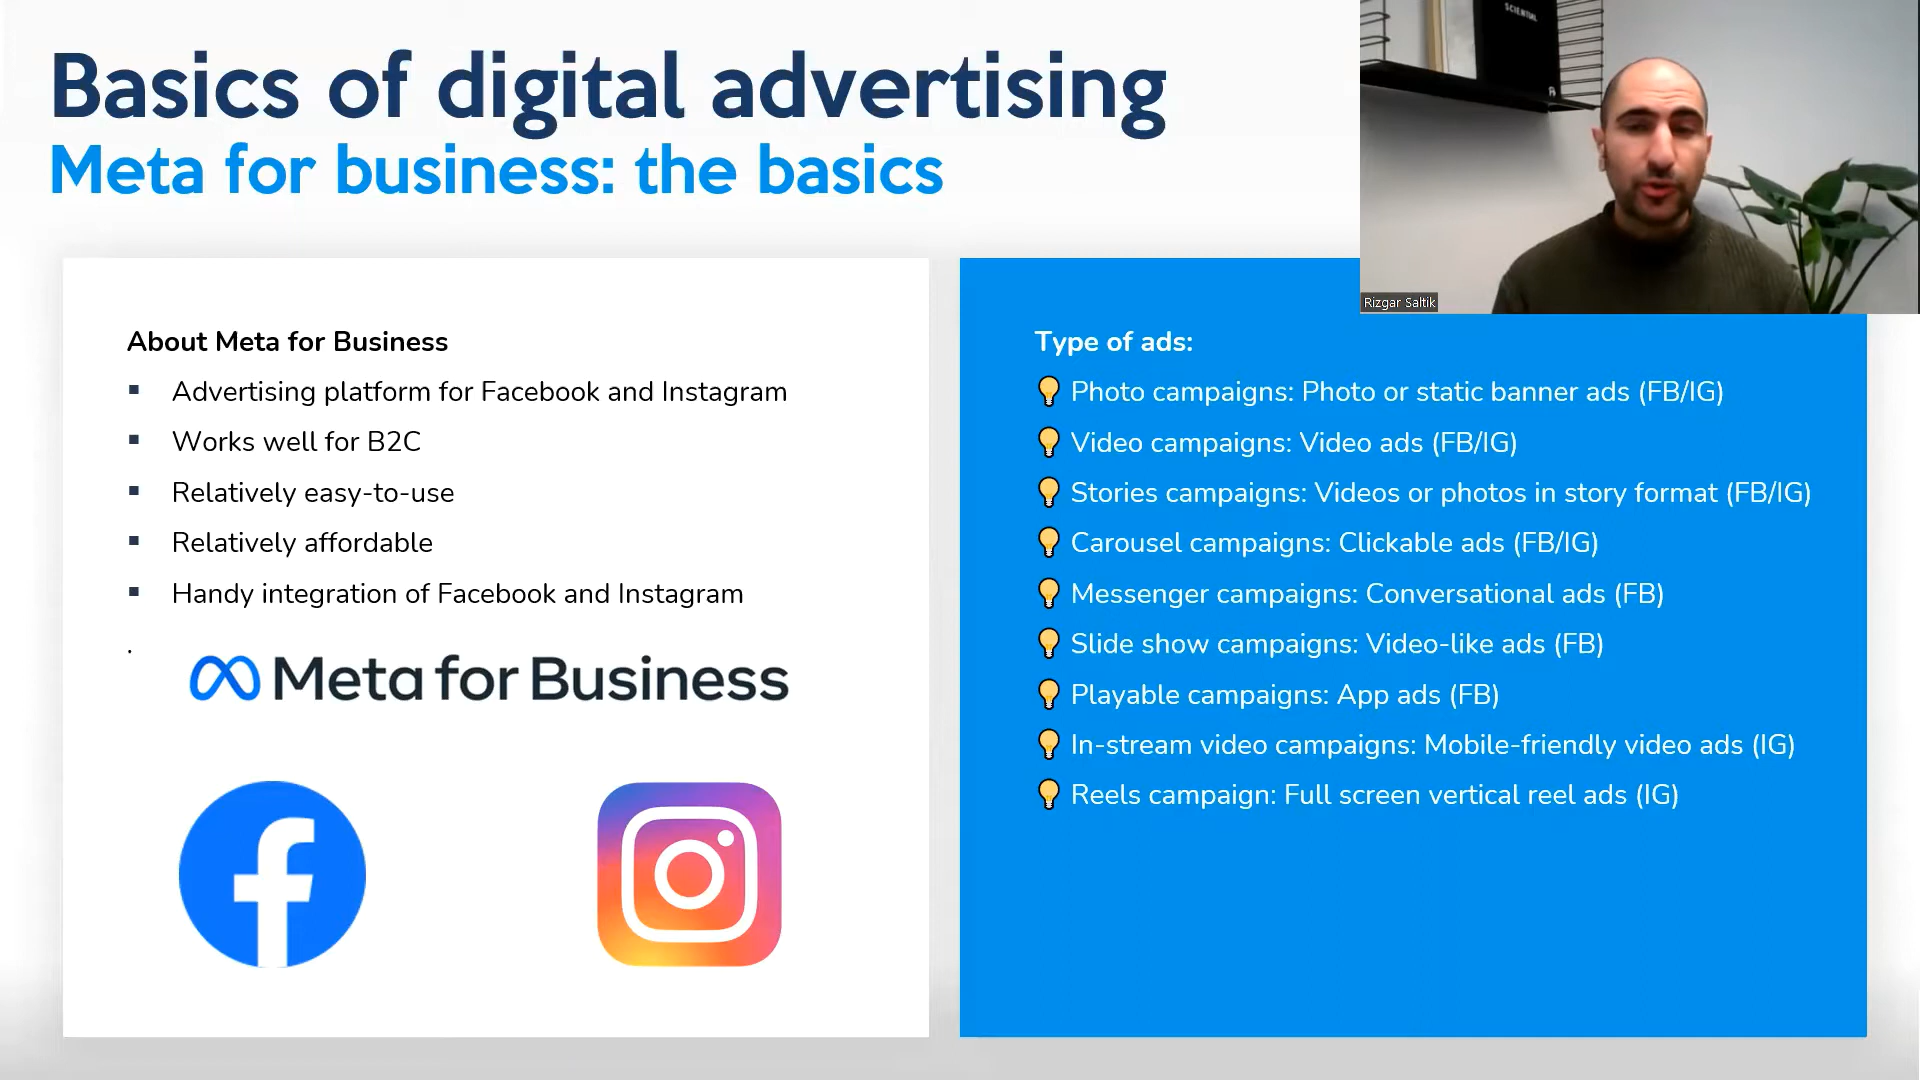 Basics of digital advertising
Meta for business: the basics
SCIENTIAL
Rizgar Saltik
About Meta for Business
▪ Advertising platform for Facebook and Instagram
▪ Works well for B2C
▪ Relatively easy-to-use
▪ Relatively affordable
▪ Handy integration of Facebook and Instagram
.
Meta for Business
Type of ads:
💡 Photo campaigns: Photo or static banner ads (FB/IG)
💡 Video campaigns: Video ads (FB/IG)
💡 Stories campaigns: Videos or photos in story format (FB/IG)
💡 Carousel campaigns: Clickable ads (FB/IG)
💡 Messenger campaigns: Conversational ads (FB)
💡 Slide show campaigns: Video-like ads (FB)
💡 Playable campaigns: App ads (FB)
💡 In-stream video campaigns: Mobile-friendly video ads (IG)
💡 Reels campaign: Full screen vertical reel ads (IG)